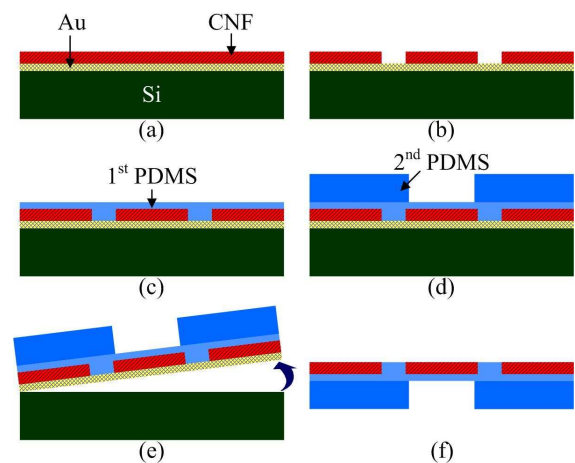 Au CNF
Si
(a) (b)
1st PDMS 2nd PDMS
(c) (d)
(e) (f)